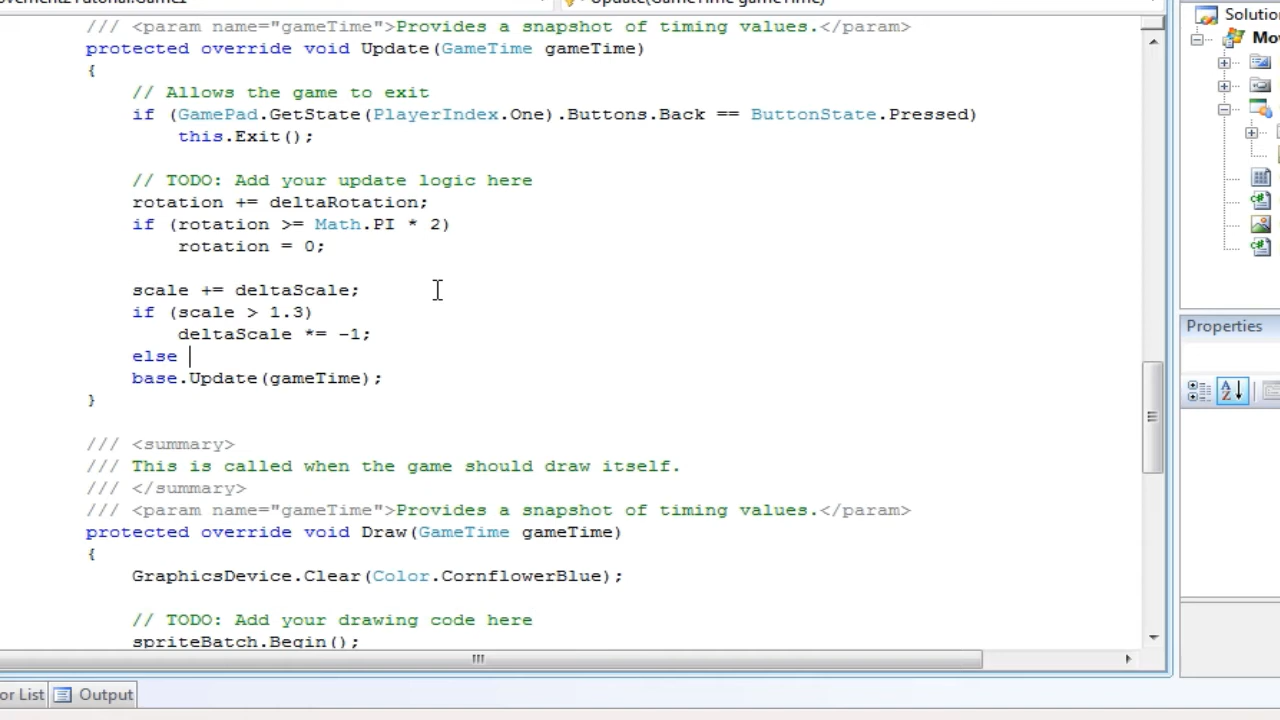 Update(GameTime gameTime)
Solutio
/// <param name="gameTime">Provides a snapshot of timing values.</param>
protected override void Update(GameTime gameTime)
{
// Allows the game to exit
if (GamePad.GetState(PlayerIndex.One).Buttons.Back == ButtonState.Pressed)
this.Exit();
// TODO: Add your update logic here
rotation += deltaRotation;
if (rotation >= Math.PI * 2)
rotation = 0;
scale += deltaScale;
if (scale > 1.3)
deltaScale *= -1;
else
base.Update(gameTime);
}
/// <summary>
/// This is called when the game should draw itself.
/// </summary>
/// <param name="gameTime">Provides a snapshot of timing values.</param>
protected override void Draw(GameTime gameTime)
{
GraphicsDevice.Clear(Color.CornflowerBlue);
// TODO: Add your drawing code here
spriteBatch.Begin();
Mov
Properties
or List
Output